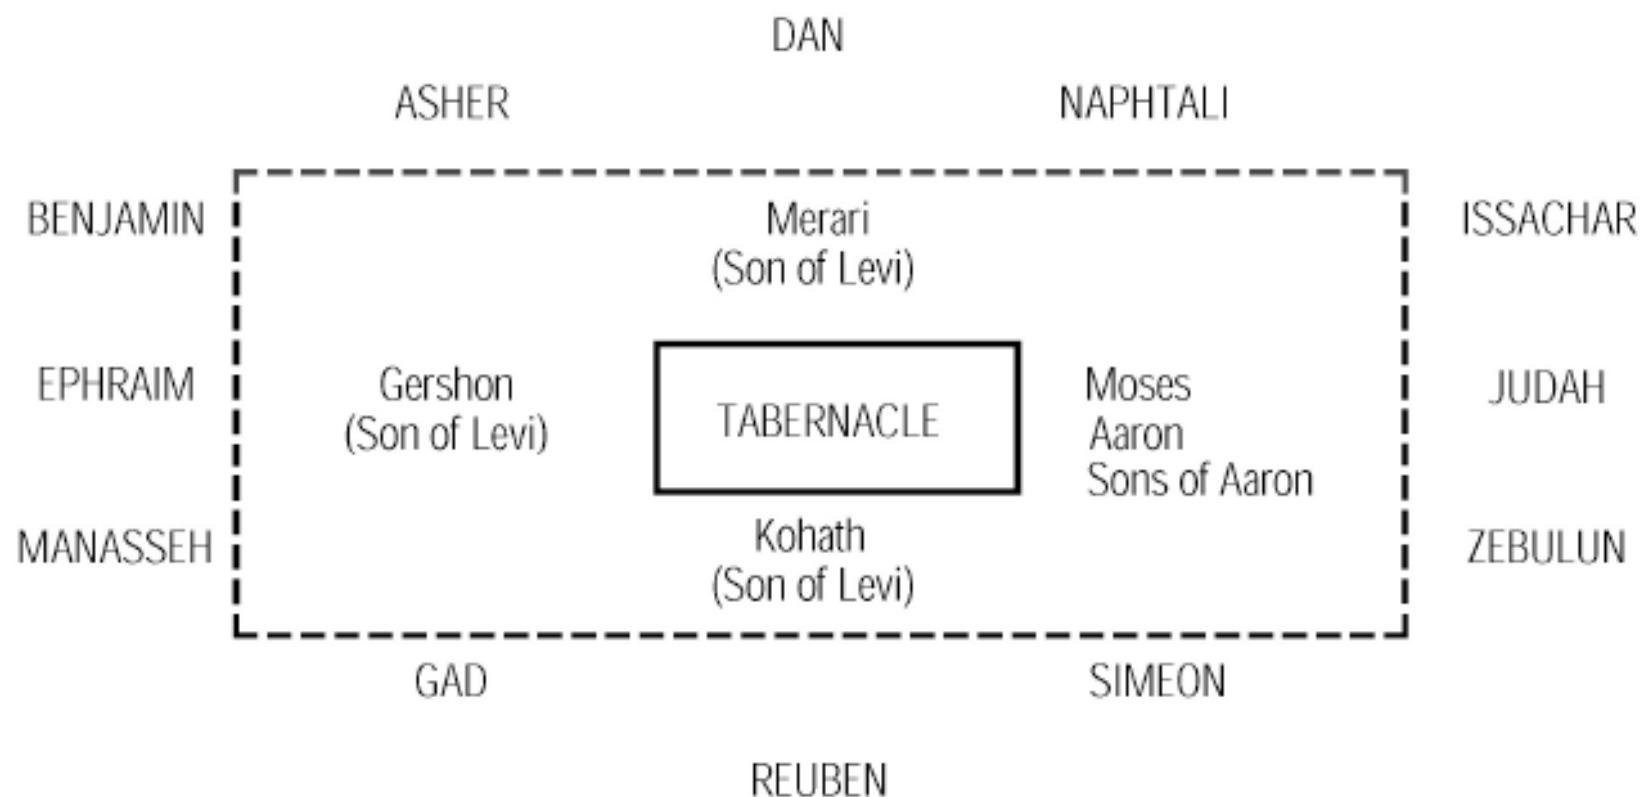 DAN
ASHER
NAPHTALI
BENJAMIN
Merari
(Son of Levi)
ISSACHAR
EPHRAIM
Gershon
(Son of Levi)
TABERNACLE
Moses
Aaron
Sons of Aaron
JUDAH
MANASSEH
Kohath
(Son of Levi)
ZEBULUN
GAD
SIMEON
REUBEN